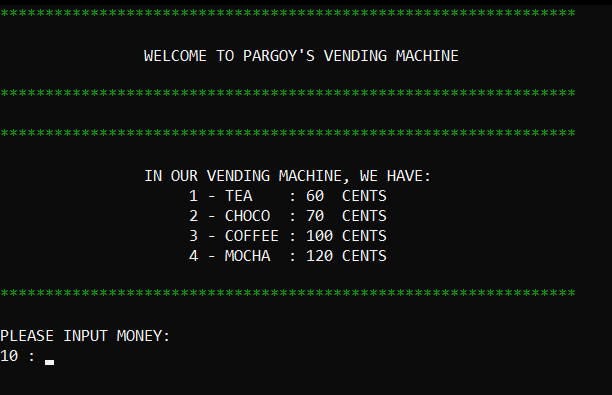 ****************************************************************
WELCOME TO PARGOY'S VENDING MACHINE
****************************************************************
****************************************************************
IN OUR VENDING MACHINE, WE HAVE:
1 - TEA    : 60  CENTS
2 - CHOCO  : 70  CENTS
3 - COFFEE : 100 CENTS
4 - MOCHA  : 120 CENTS
****************************************************************
PLEASE INPUT MONEY:
10 :